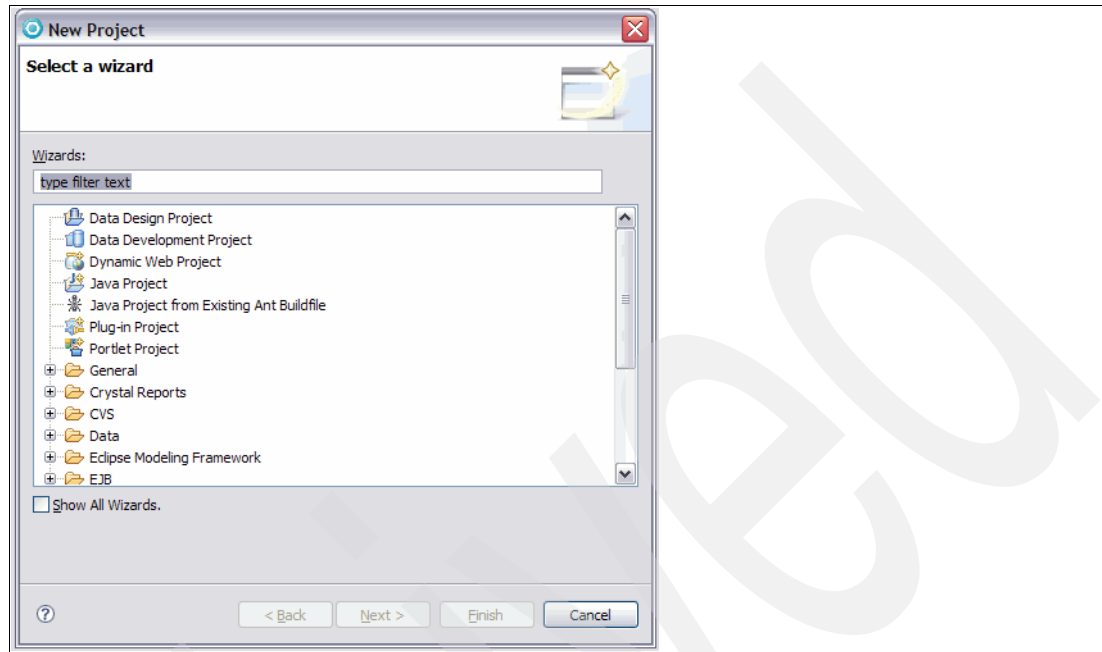 New Project
Select a wizard
Wizards:
type filter text
Data Design Project
Data Development Project
Dynamic Web Project
Java Project
Java Project from Existing Ant Buildfile
Plug-in Project
Portlet Project
General
Crystal Reports
CVS
Data
Eclipse Modeling Framework
EJB
Show All Wizards.
? < Back Next > Finish Cancel